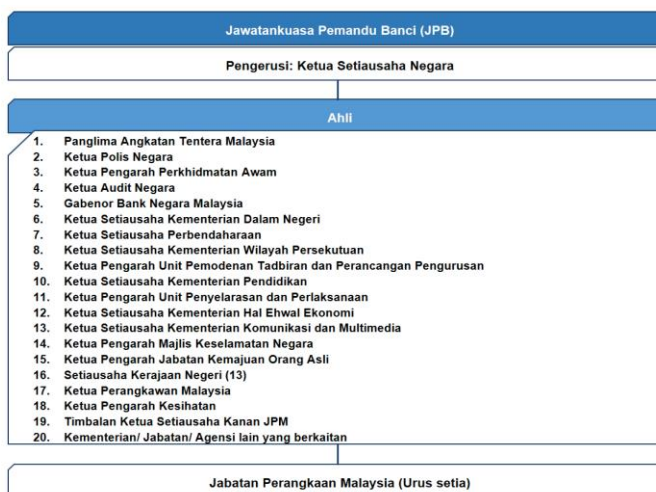 Jawatankuasa Pemandu Banci (JPB)
Pengerusi: Ketua Setiausaha Negara
Ahli
1. Panglima Angkatan Tentera Malaysia
2. Ketua Polis Negara
3. Ketua Pengarah Perkhidmatan Awam
4. Ketua Audit Negara
5. Gabenor Bank Negara Malaysia
6. Ketua Setiausaha Kementerian Dalam Negeri
7. Ketua Setiausaha Perbendaharaan
8. Ketua Setiausaha Kementerian Wilayah Persekutuan
9. Ketua Pengarah Unit Pemodenan Tadbiran dan Perancangan Pengurusan
10. Ketua Setiausaha Kementerian Pendidikan
11. Ketua Pengarah Unit Penyelarasan dan Perlaksanaan
12. Ketua Setiausaha Kementerian Hal Ehwal Ekonomi
13. Ketua Setiausaha Kementerian Komunikasi dan Multimedia
14. Ketua Pengarah Majlis Keselamatan Negara
15. Ketua Pengarah Jabatan Kemajuan Orang Asli
16. Setiausaha Kerajaan Negeri (13)
17. Ketua Perangkawan Malaysia
18. Ketua Pengarah Kesihatan
19. Timbalan Ketua Setiausaha Kanan JPM
20. Kementerian/ Jabatan/ Agensi lain yang berkaitan
Jabatan Perangkaan Malaysia (Urus setia)